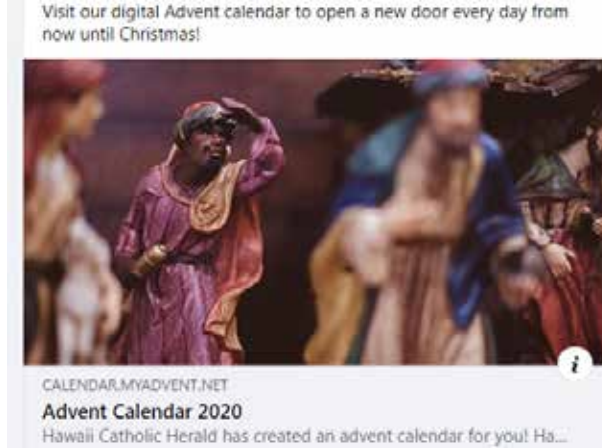 Visit our digital Advent calendar to open a new door every day from
now until Christmas!
i
CALENDAR.MYADVENT.NET
Advent Calendar 2020
Hawaii Catholic Herald has created an advent calendar for you! Ha...